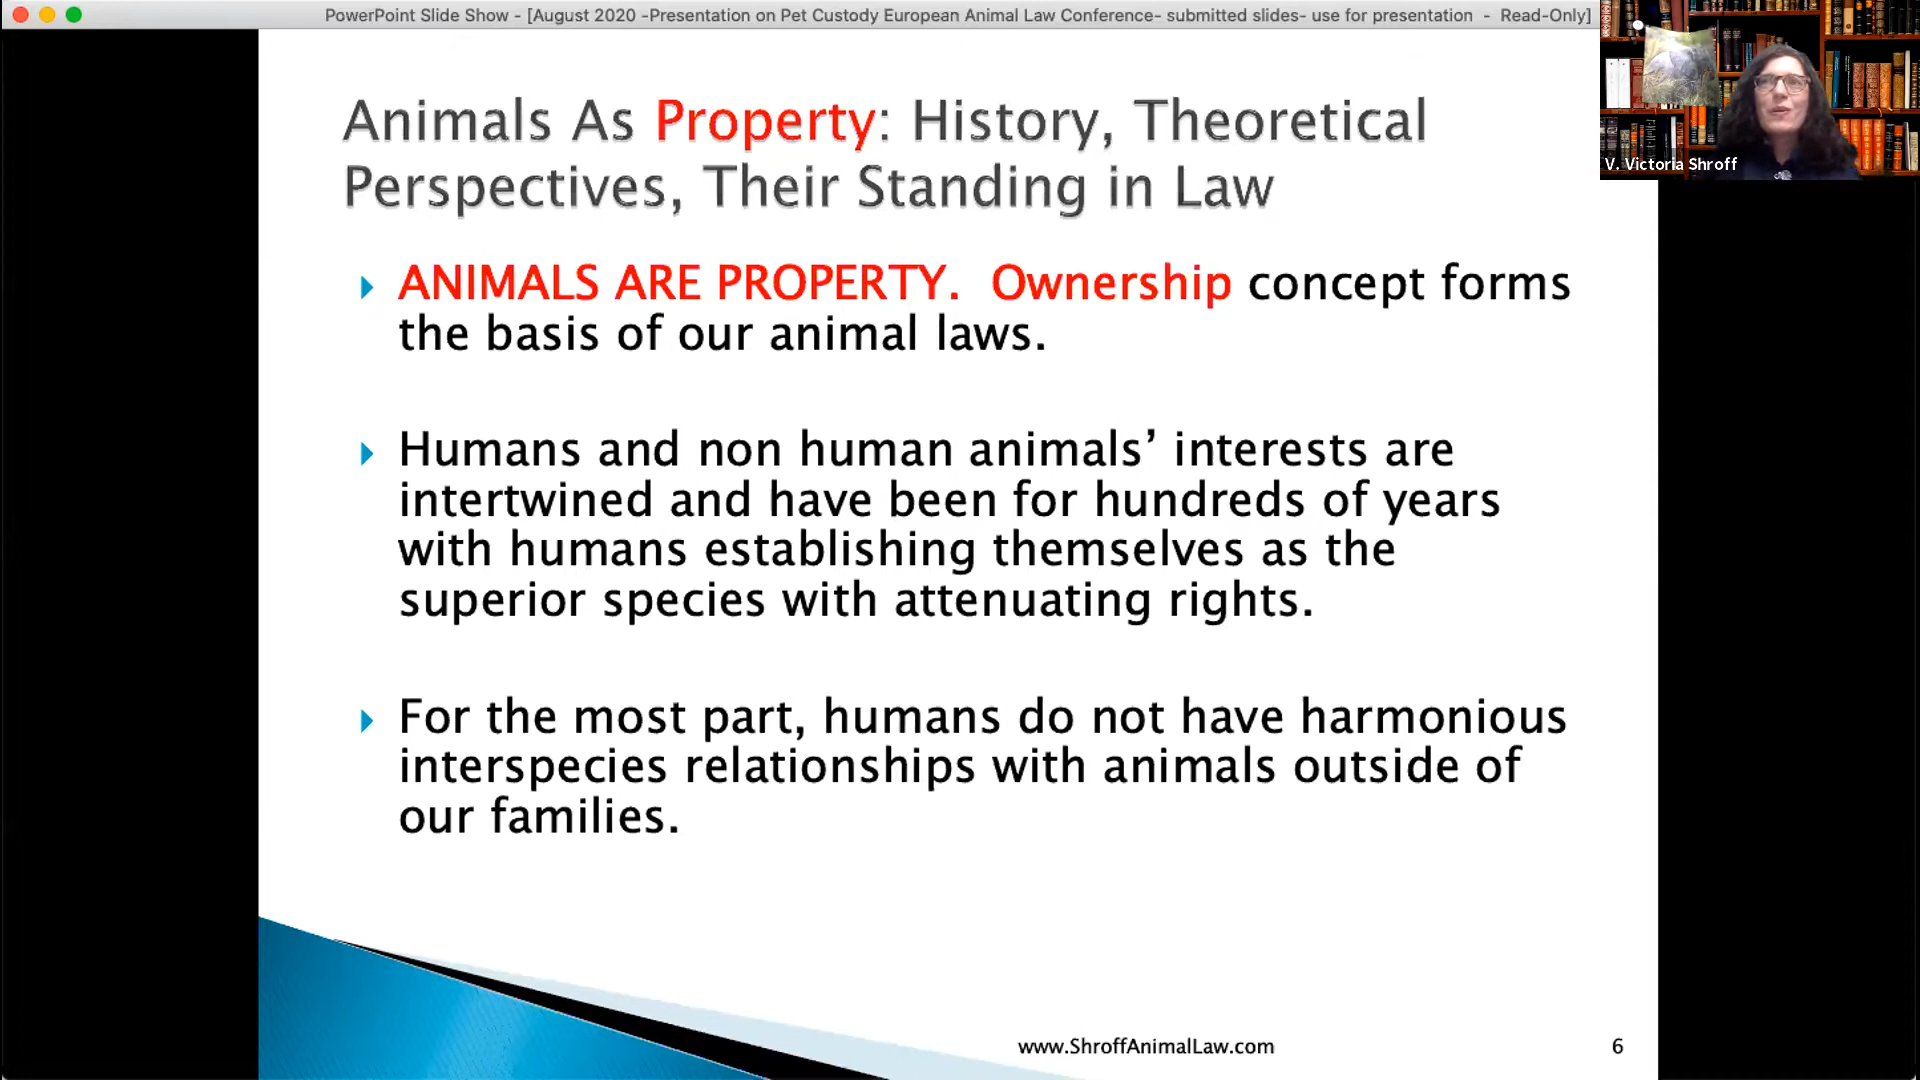 PowerPoint Slide Show - [August 2020 -Presentation on Pet Custody European Animal Law Conference- submitted slides- use for presentation - Read-Only]
V. Victoria Shroff
Animals As Property: History, Theoretical
Perspectives, Their Standing in Law
ANIMALS ARE PROPERTY. Ownership concept forms
the basis of our animal laws.
Humans and non human animals’ interests are
intertwined and have been for hundreds of years
with humans establishing themselves as the
superior species with attenuating rights.
For the most part, humans do not have harmonious
interspecies relationships with animals outside of
our families.
www.ShroffAnimalLaw.com
6